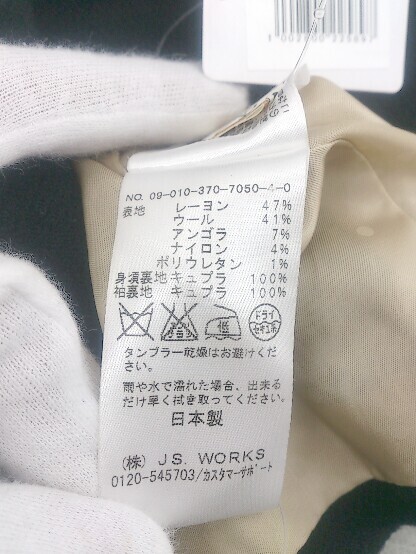 NO. 09-010-370-7050-4-0
表地 レーヨン 47%
ウール 41%
アンゴラ 7%
ナイロン 4%
ポリウレタン 1%
身頃裏地 キュプラ 100%
袖裏地 キュプラ 100%
低
ドライ
セキユ系
タンブラー乾燥はお避けくだ
さい。
雨や水で濡れた場合、出来る
だけ早く拭き取ってください。
日本製
(株) J.S. WORKS
0120-545703/カスタマーサポート